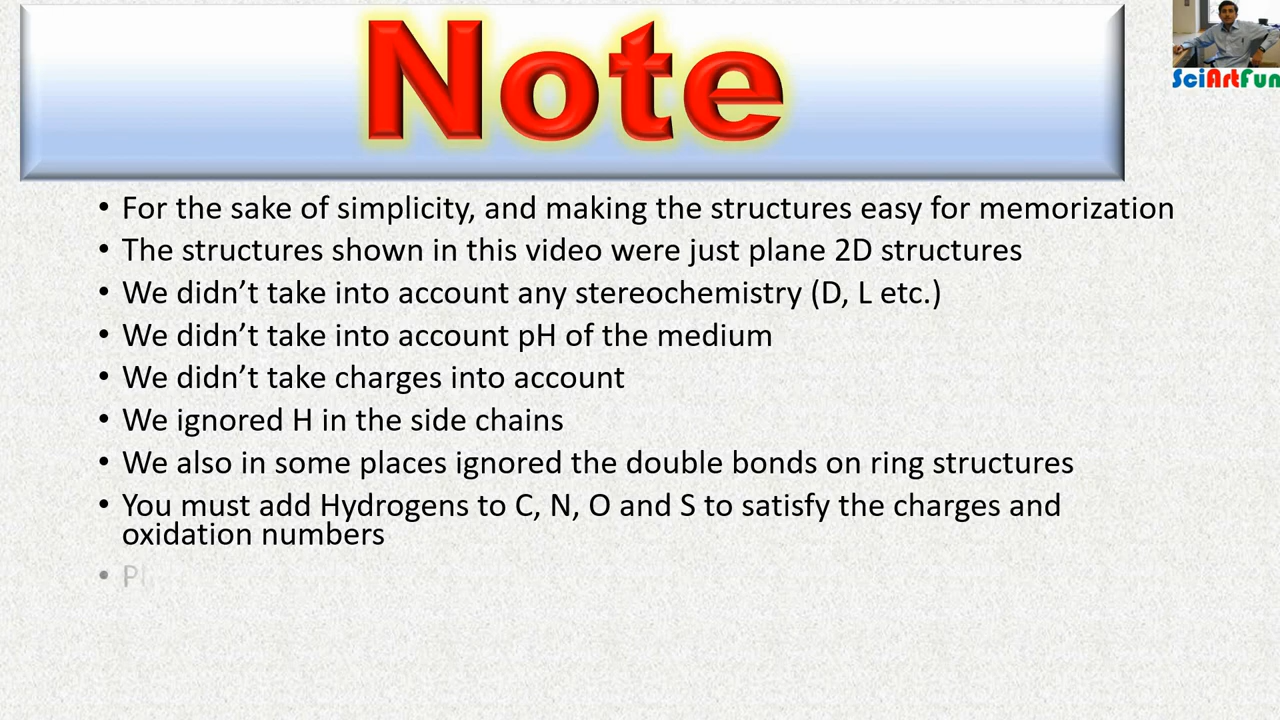 Note
SciArtFun
• For the sake of simplicity, and making the structures easy for memorization
• The structures shown in this video were just plane 2D structures
• We didn’t take into account any stereochemistry (D, L etc.)
• We didn’t take into account pH of the medium
• We didn’t take charges into account
• We ignored H in the side chains
• We also in some places ignored the double bonds on ring structures
• You must add Hydrogens to C, N, O and S to satisfy the charges and
oxidation numbers